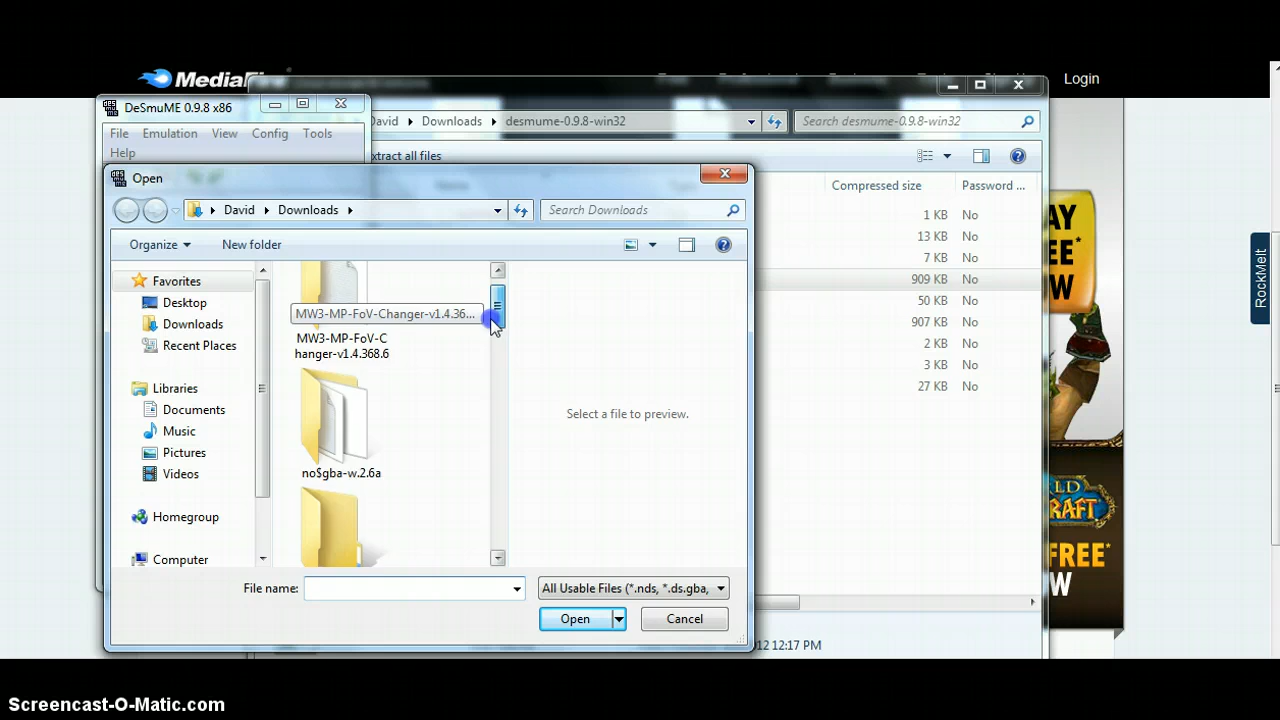 MediaFire
Login
DeSmuME 0.9.8 x86
File Emulation View Config Tools
Help
David Downloads desmume-0.9.8-win32
Search desmume-0.9.8-win32
xtract all files
Compressed size Password ...
1 KB No
13 KB No
7 KB No
909 KB No
50 KB No
907 KB No
2 KB No
3 KB No
27 KB No
Open
David Downloads
Search Downloads
Organize New folder
Favorites
Desktop
Downloads
Recent Places
Libraries
Documents
Music
Pictures
Videos
Homegroup
Computer
MW3-MP-FoV-Changer-v1.4.36...
MW3-MP-FoV-C
hanger-v1.4.368.6
no$gba-w.2.6a
Select a file to preview.
File name:
All Usable Files (*.nds, *.ds.gba,
Open Cancel
12:17 PM
RockMelt
FREE*
Screencast-O-Matic.com